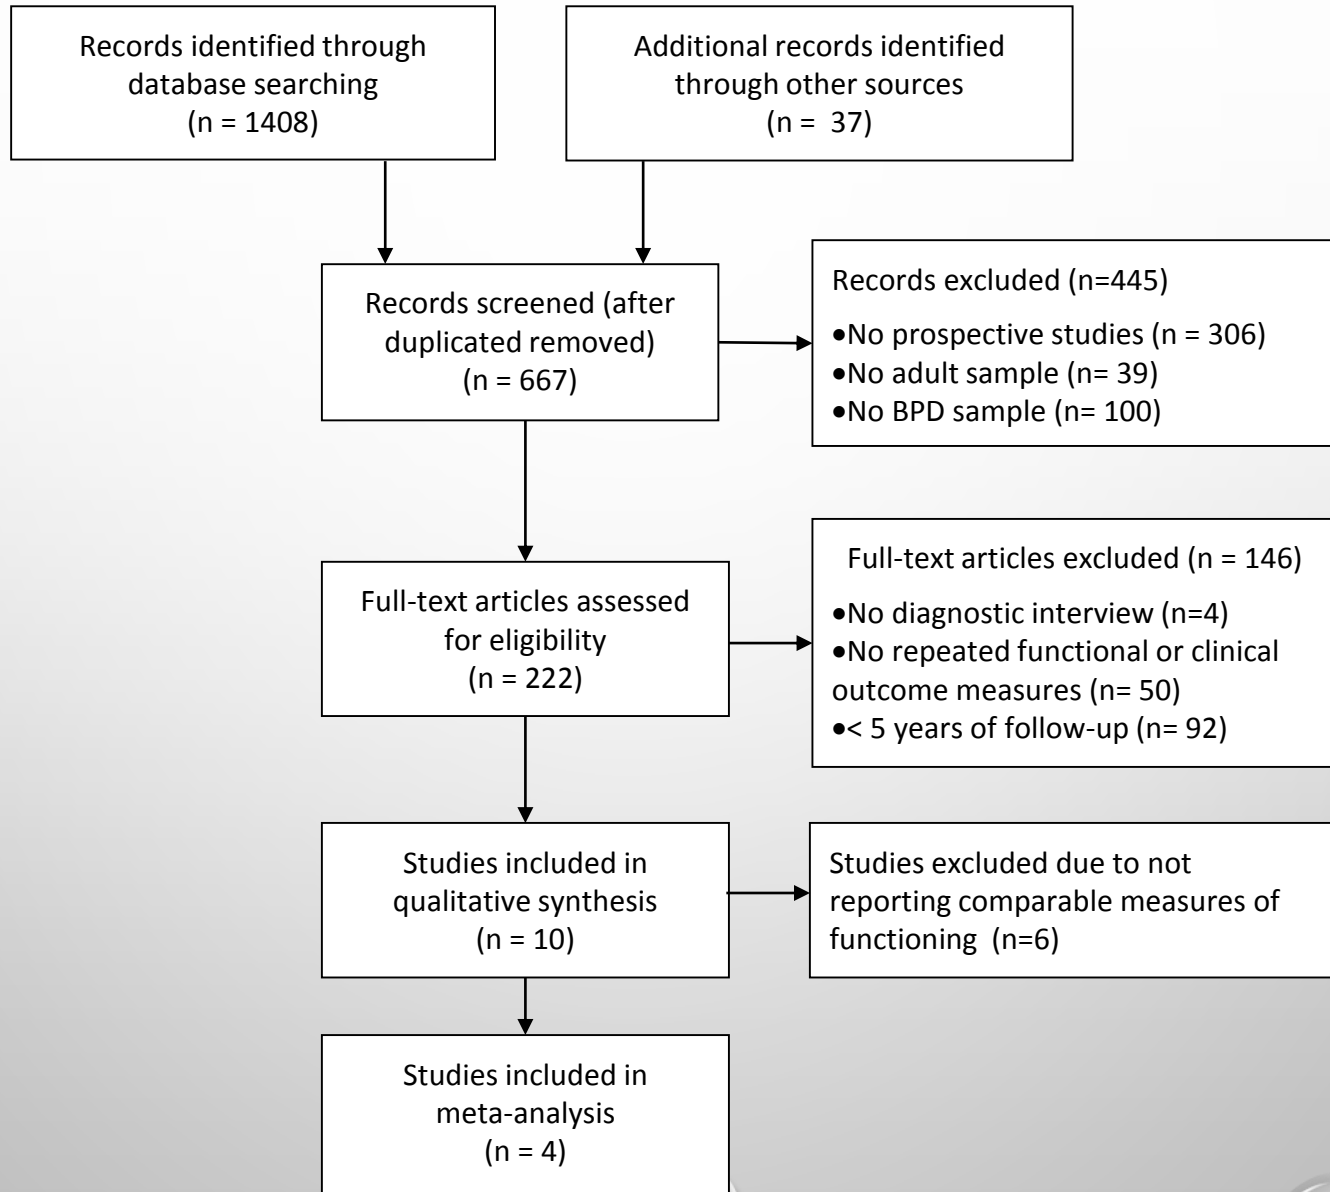 Records identified through
database searching
(n = 1408)
Additional records identified
through other sources
(n =  37)
Records screened (after
duplicated removed)
(n = 667)
Records excluded (n=445)
•No prospective studies (n = 306)
•No adult sample (n= 39)
•No BPD sample (n= 100)
Full-text articles assessed
for eligibility
(n = 222)
Full-text articles excluded (n = 146)
•No diagnostic interview (n=4)
•No repeated functional or clinical
outcome measures (n= 50)
•< 5 years of follow-up (n= 92)
Studies included in
qualitative synthesis
(n = 10)
Studies excluded due to not
reporting comparable measures of
functioning  (n=6)
Studies included in
meta-analysis
(n = 4)